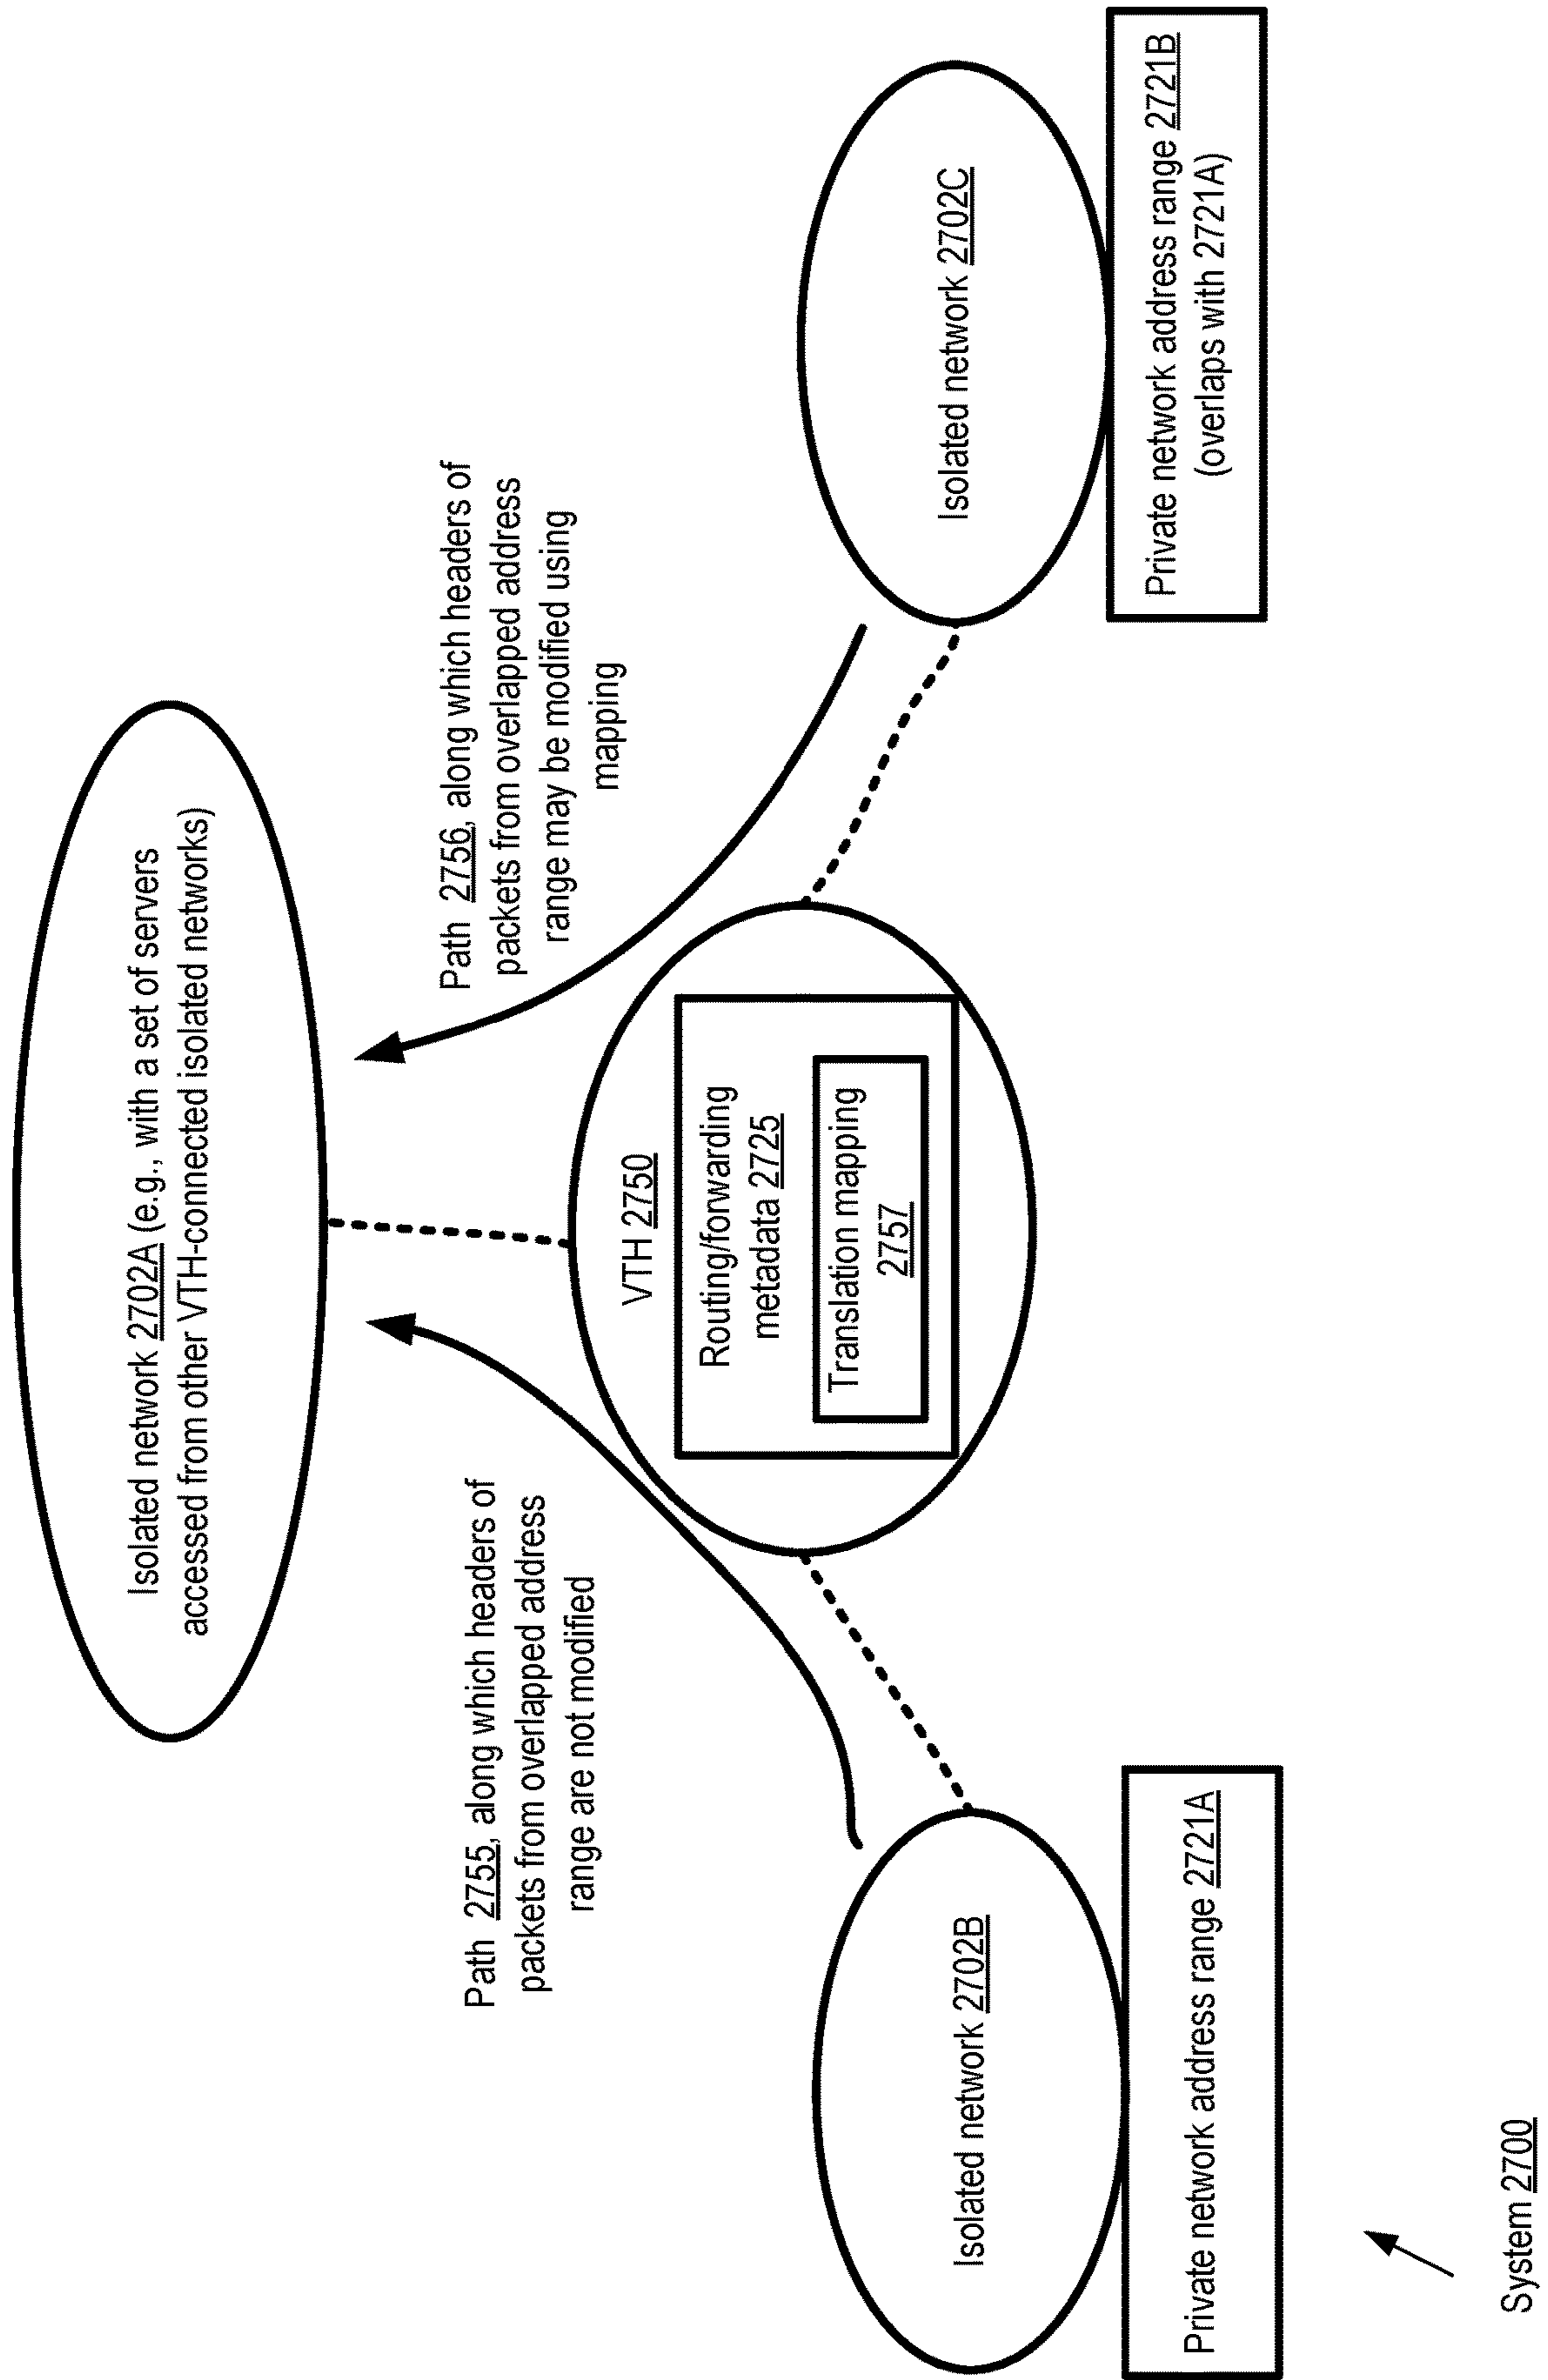 Isolated network 2702A (e.g., with a set of servers
accessed from other VTH-connected isolated networks)
Path 2755, along which headers of
packets from overlapped address
range are not modified
Path 2756, along which headers of
packets from overlapped address
range may be modified using
mapping
VTH 2750
Routing/forwarding
metadata 2725
Translation mapping
2757
Isolated network 2702B
Private network address range 2721A
Isolated network 2702C
Private network address range 2721B
(overlaps with 2721A)
System 2700